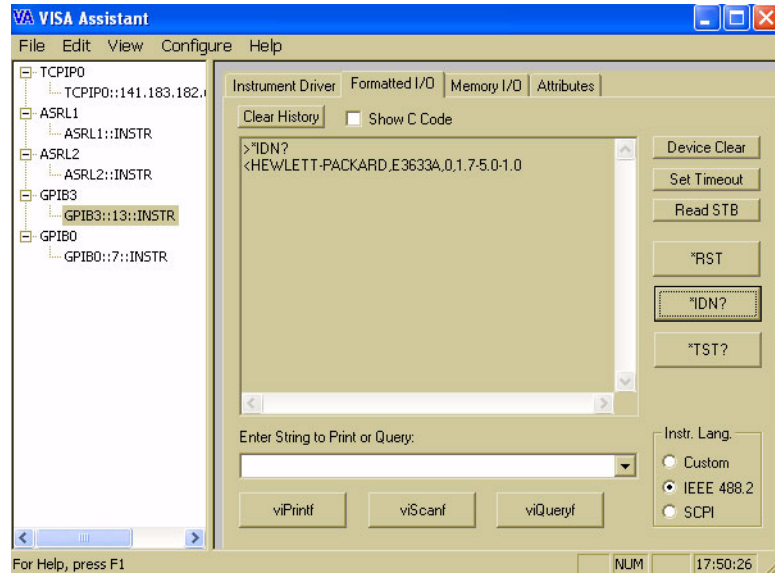 VISA Assistant
File Edit View Configure Help
TCPIP0
TCPIP0::141.183.182.
ASRL1
ASRL1::INSTR
ASRL2
ASRL2::INSTR
GPIB3
GPIB3::13::INSTR
GPIB0
GPIB0::7::INSTR
Instrument Driver Formatted I/O Memory I/O Attributes
Clear History Show C Code
>*IDN?
<HEWLETT-PACKARD,E3633A,0,1.7-5.0-1.0
Device Clear
Set Timeout
Read STB
*RST
*IDN?
*TST?
Enter String to Print or Query:
viPrintf viScanf viQueryf
Instr. Lang.
Custom
IEEE 488.2
SCPI
For Help, press F1 NUM 17:50:26